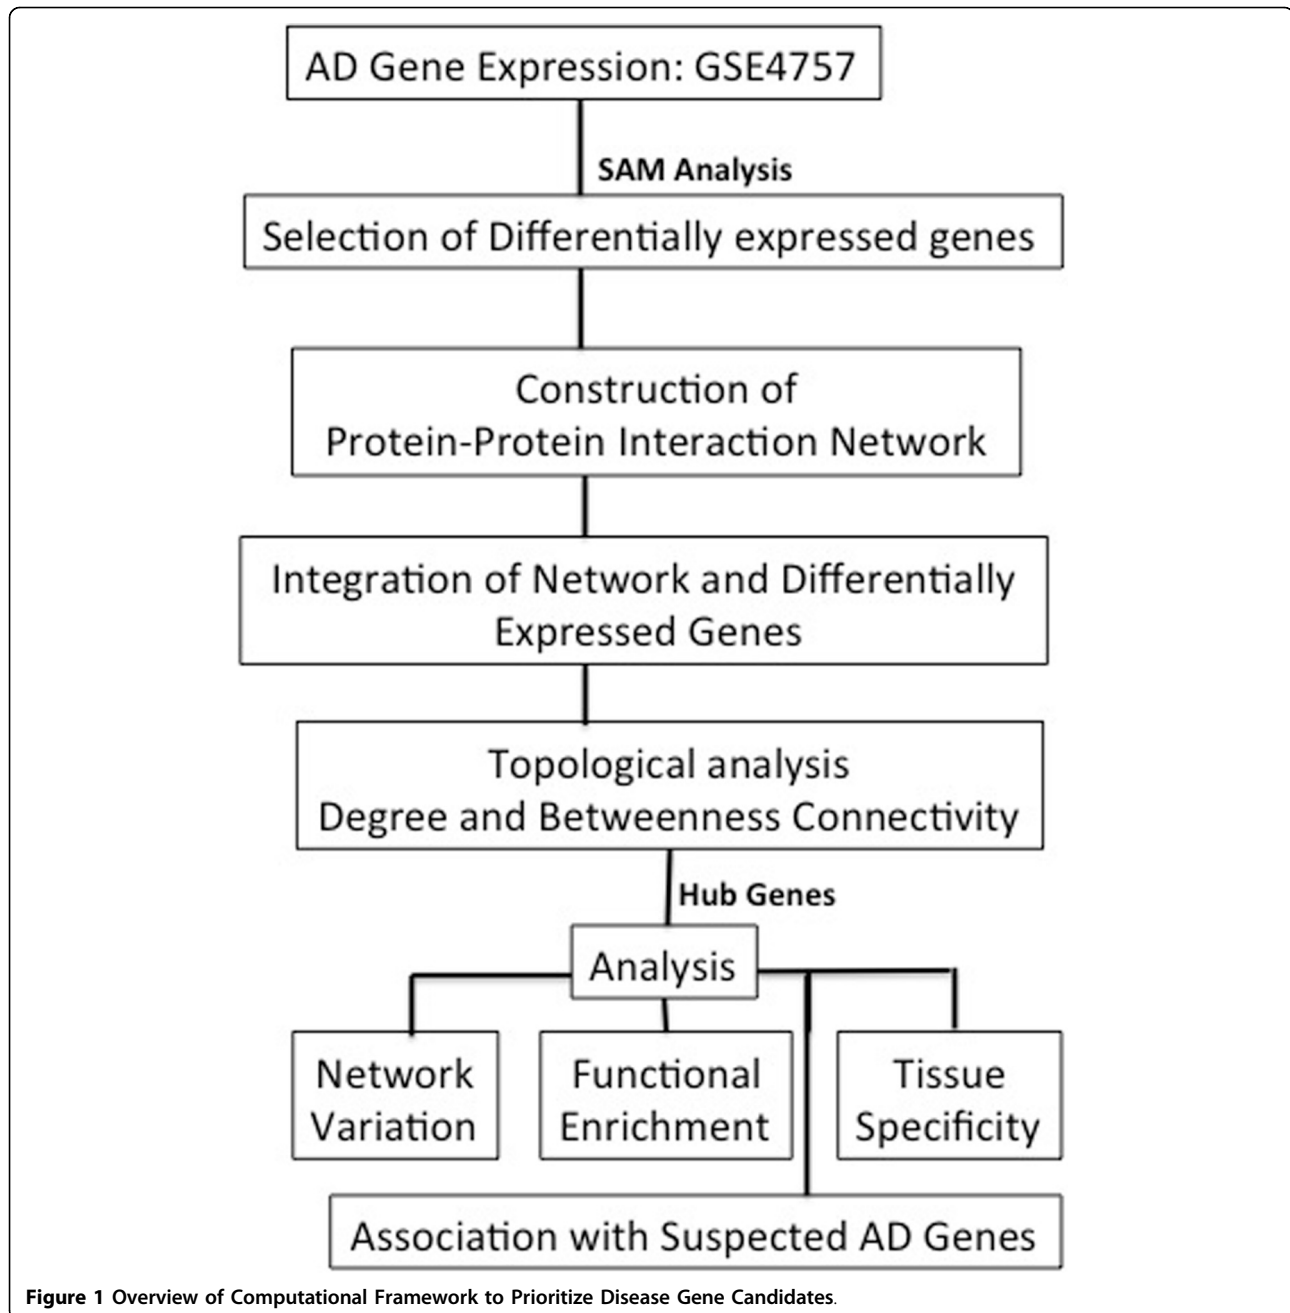 AD Gene Expression: GSE4757
SAM Analysis
Selection of Differentially expressed genes
Construction of
Protein-Protein Interaction Network
Integration of Network and Differentially
Expressed Genes
Topological analysis
Degree and Betweenness Connectivity
Hub Genes
Analysis
Network
Variation
Functional
Enrichment
Tissue
Specificity
Association with Suspected AD Genes
Figure 1 Overview of Computational Framework to Prioritize Disease Gene Candidates.